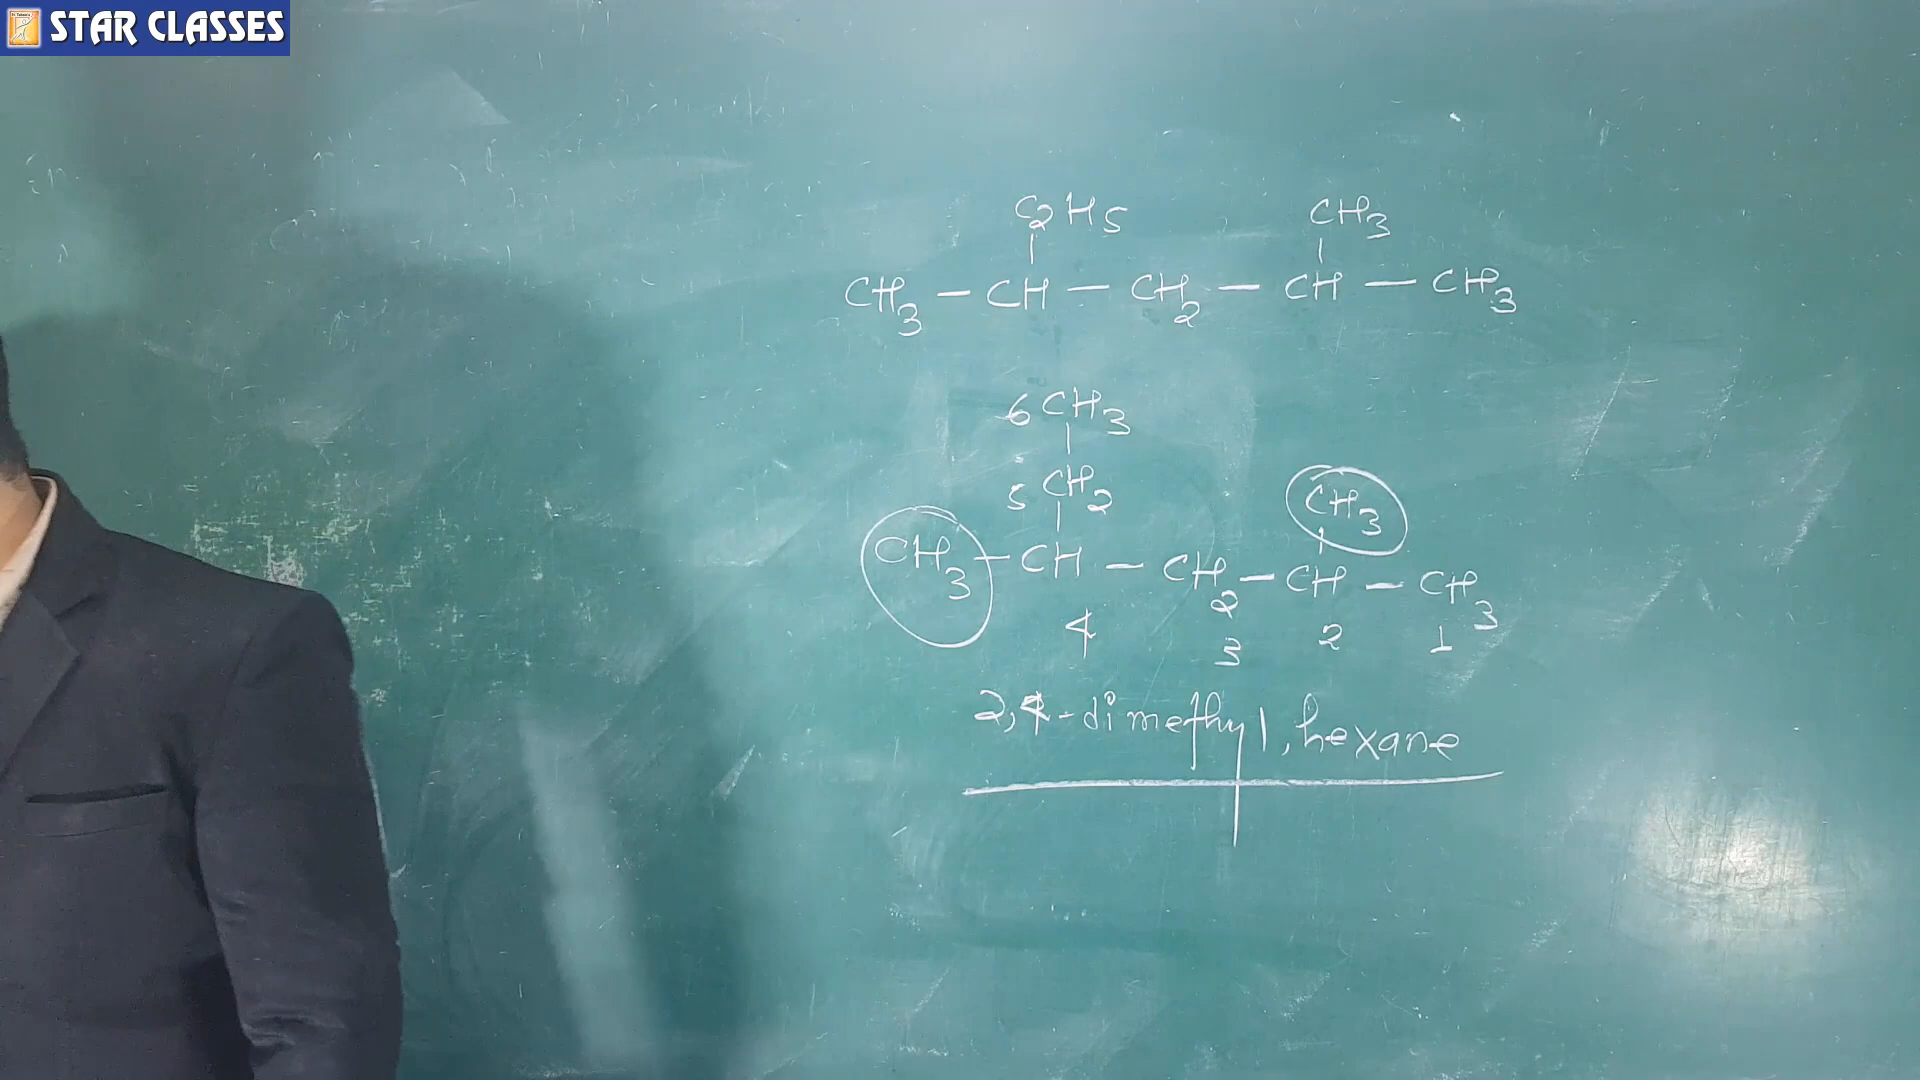 STAR CLASSES
C2H5 CH3
CH3 — CH — CH2 — CH — CH3
6 CH3
5 CH2 CH3
CH3 — CH — CH2 — CH — CH3
4 3 2 1
2,4-dimethyl, hexane